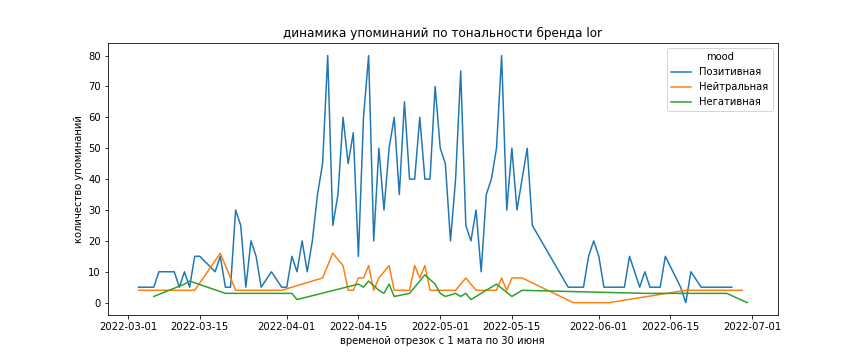 динамика упоминаний по тональности бренда lor
80
70
60
50
40
30
20
10
0
количество упоминаний
mood
Позитивная
Нейтральная
Негативная
2022-03-01 2022-03-15 2022-04-01 2022-04-15 2022-05-01 2022-05-15 2022-06-01 2022-06-15 2022-07-01
временой отрезок с 1 мата по 30 июня